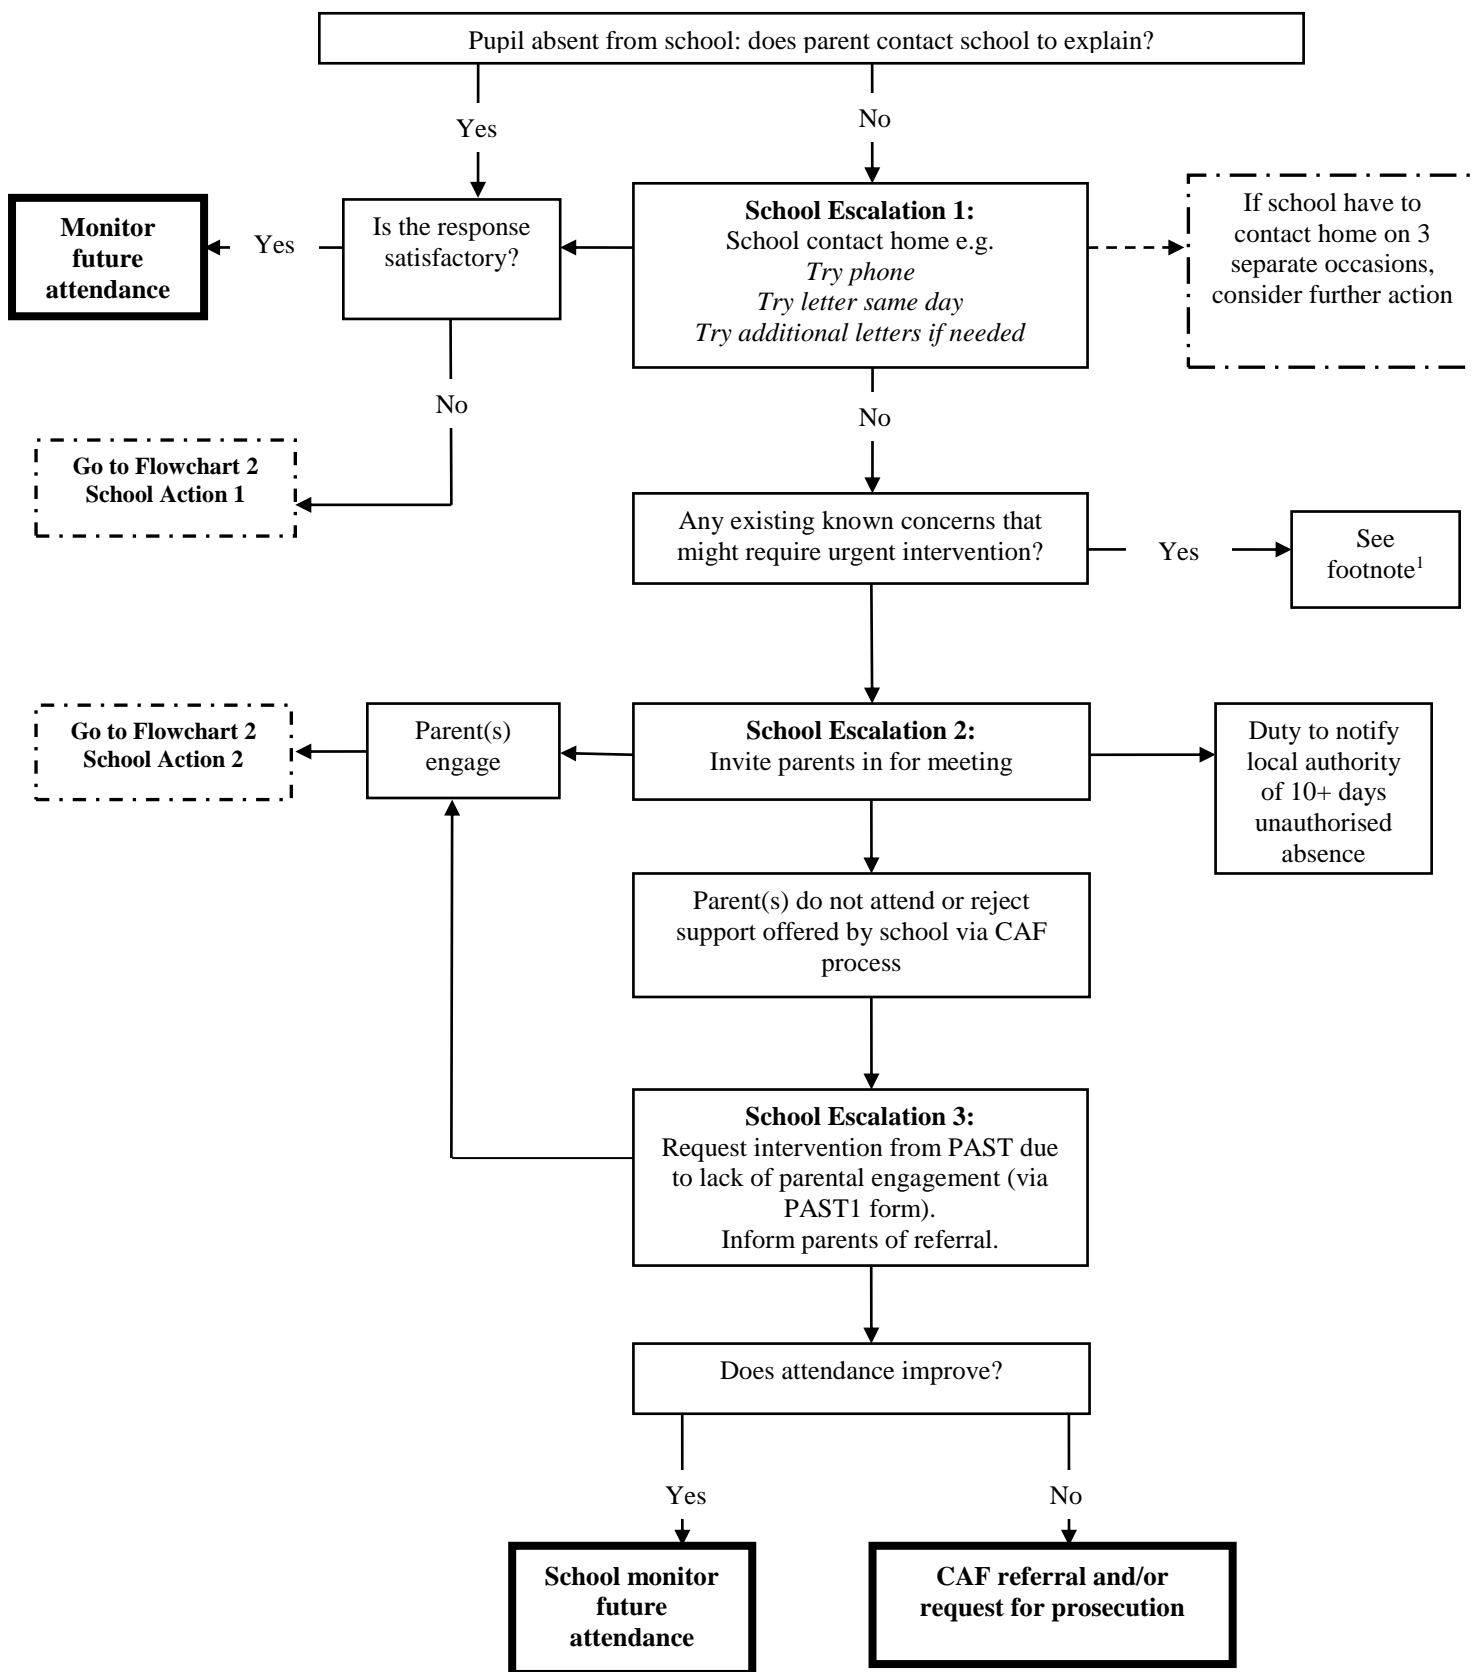 Pupil absent from school: does parent contact school to explain?
Yes
No
Monitor
future
attendance
Yes
Is the response
satisfactory?
School Escalation 1:
School contact home e.g.
Try phone
Try letter same day
Try additional letters if needed
If school have to
contact home on 3
separate occasions,
consider further action
No
No
Go to Flowchart 2
School Action 1
Any existing known concerns that
might require urgent intervention?
Yes
See
footnote¹
Go to Flowchart 2
School Action 2
Parent(s)
engage
School Escalation 2:
Invite parents in for meeting
Duty to notify
local authority
of 10+ days
unauthorised
absence
Parent(s) do not attend or reject
support offered by school via CAF
process
School Escalation 3:
Request intervention from PAST due
to lack of parental engagement (via
PAST1 form).
Inform parents of referral.
Does attendance improve?
Yes
No
School monitor
future
attendance
CAF referral and/or
request for prosecution